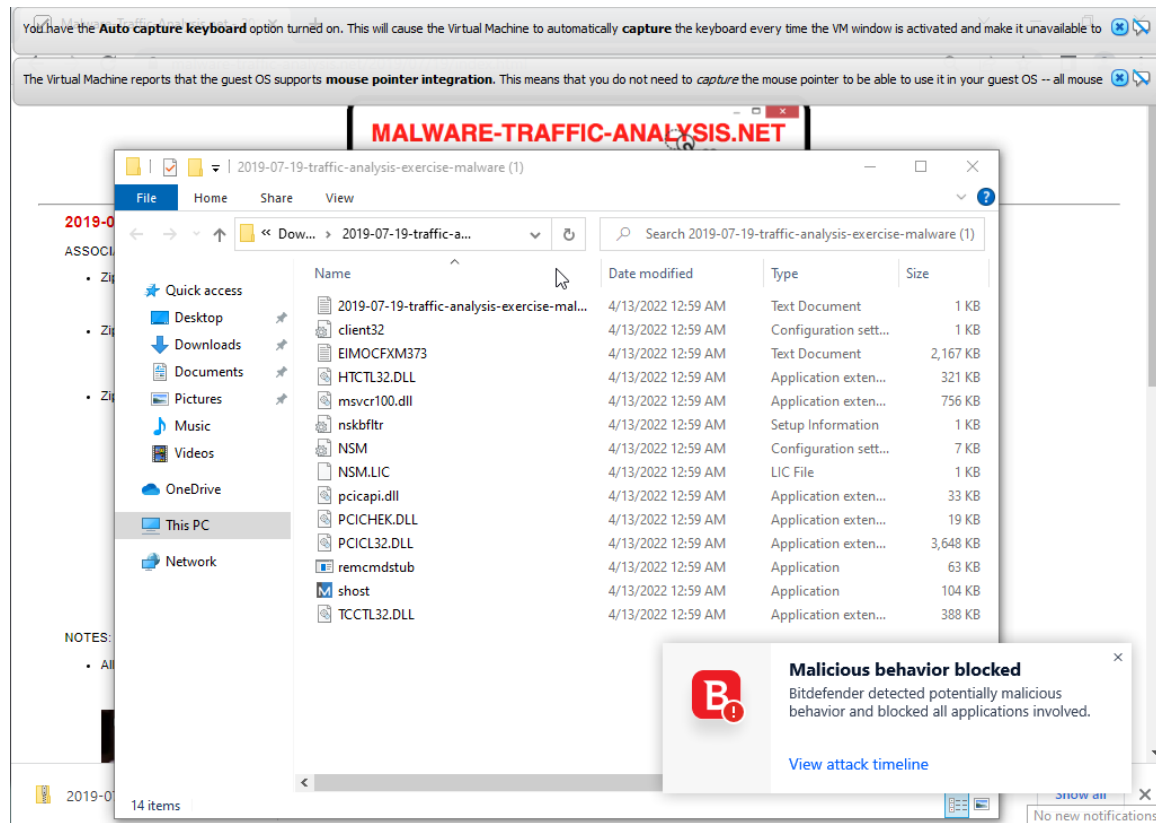 You have the Auto capture keyboard option turned on. This will cause the Virtual Machine to automatically capture the keyboard every time the VM window is activated and make it unavailable to
The Virtual Machine reports that the guest OS supports mouse pointer integration. This means that you do not need to capture the mouse pointer to be able to use it in your guest OS -- all mouse
MALWARE-TRAFFIC-ANALYSIS.NET
2019-07-19-traffic-analysis-exercise-malware (1)
File Home Share View
« Dow... › 2019-07-19-traffic-a...
Search 2019-07-19-traffic-analysis-exercise-malware (1)
2019-0
ASSOCI
Zip
Zip
Zip
NOTES:
All
Quick access
Desktop
Downloads
Documents
Pictures
Music
Videos
OneDrive
This PC
Network
Name Date modified Type Size
2019-07-19-traffic-analysis-exercise-mal... 4/13/2022 12:59 AM Text Document 1 KB
client32 4/13/2022 12:59 AM Configuration sett... 1 KB
EIMOCFXM373 4/13/2022 12:59 AM Text Document 2,167 KB
HTCTL32.DLL 4/13/2022 12:59 AM Application exten... 321 KB
msvcr100.dll 4/13/2022 12:59 AM Application exten... 756 KB
nskbfltr 4/13/2022 12:59 AM Setup Information 1 KB
NSM 4/13/2022 12:59 AM Configuration sett... 7 KB
NSM.LIC 4/13/2022 12:59 AM LIC File 1 KB
pcicapi.dll 4/13/2022 12:59 AM Application exten... 33 KB
PCICHEK.DLL 4/13/2022 12:59 AM Application exten... 19 KB
PCICL32.DLL 4/13/2022 12:59 AM Application exten... 3,648 KB
remcmdstub 4/13/2022 12:59 AM Application 63 KB
shost 4/13/2022 12:59 AM Application 104 KB
TCCTL32.DLL 4/13/2022 12:59 AM Application exten... 388 KB
B
Malicious behavior blocked
Bitdefender detected potentially malicious
behavior and blocked all applications involved.
View attack timeline
14 items
2019-07
Show all
No new notifications